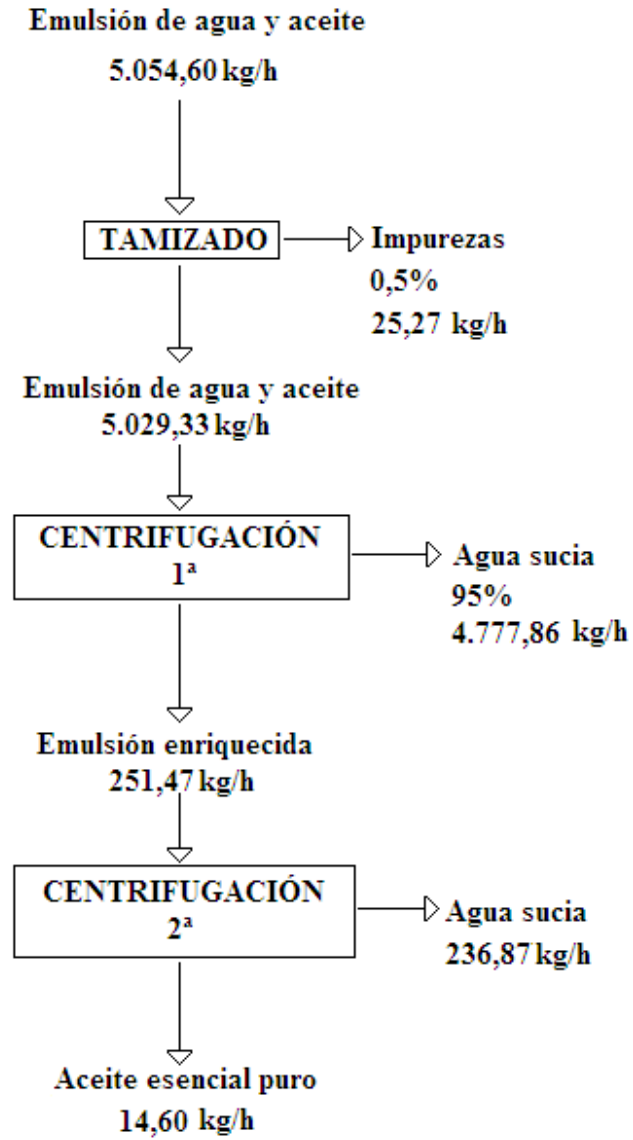 Emulsión de agua y aceite
5.054,60 kg/h
TAMIZADO
Impurezas
0,5%
25,27 kg/h
Emulsión de agua y aceite
5.029,33 kg/h
CENTRIFUGACIÓN
1ª
Agua sucia
95%
4.777,86 kg/h
Emulsión enriquecida
251,47 kg/h
CENTRIFUGACIÓN
2ª
Agua sucia
236,87 kg/h
Aceite esencial puro
14,60 kg/h